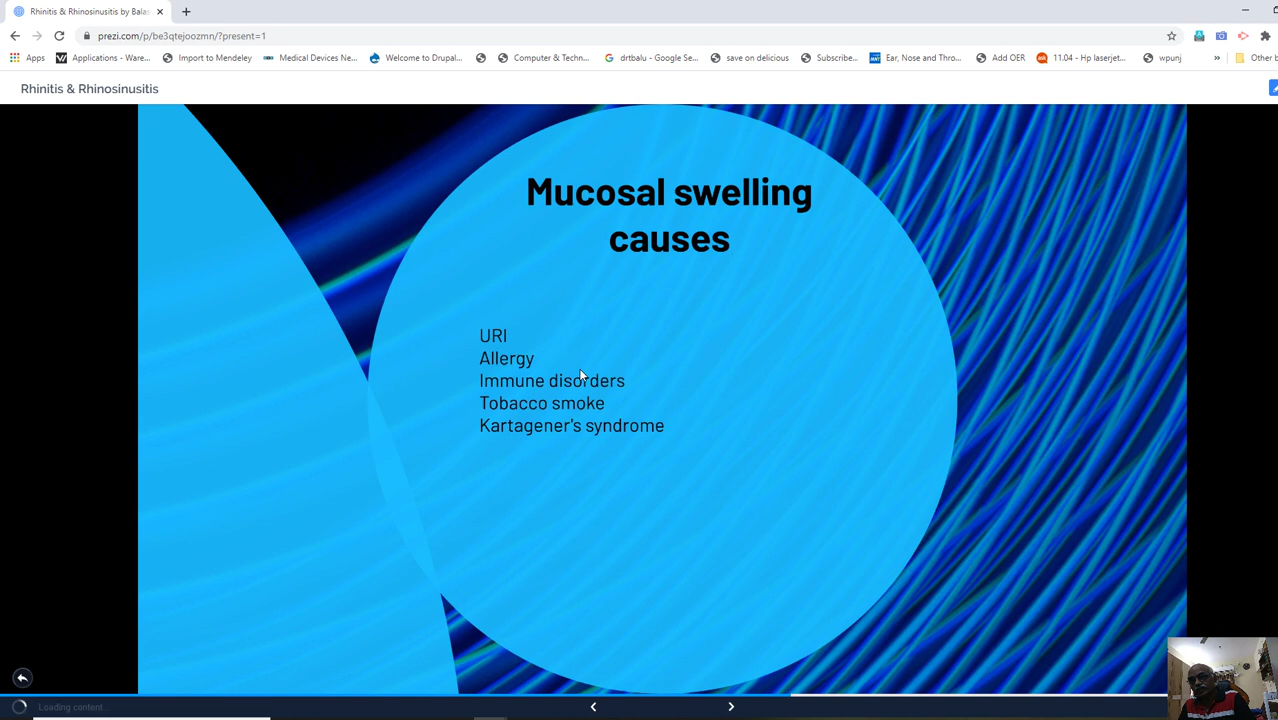 Rhinitis & Rhinosinusitis by Balas
prezi.com/p/be3qtejoozmn/?present=1
Apps Applications - Ware... Import to Mendeley Medical Devices Ne... Welcome to Drupal... Computer & Techn... drtbalu - Google Se... save on delicious Subscribe... Ear, Nose and Thro... Add OER 11.04 - Hp laserjet... wpunj » Other b
Rhinitis & Rhinosinusitis
Mucosal swelling
causes
URI
Allergy
Immune disorders
Tobacco smoke
Kartagener's syndrome
Loading content...